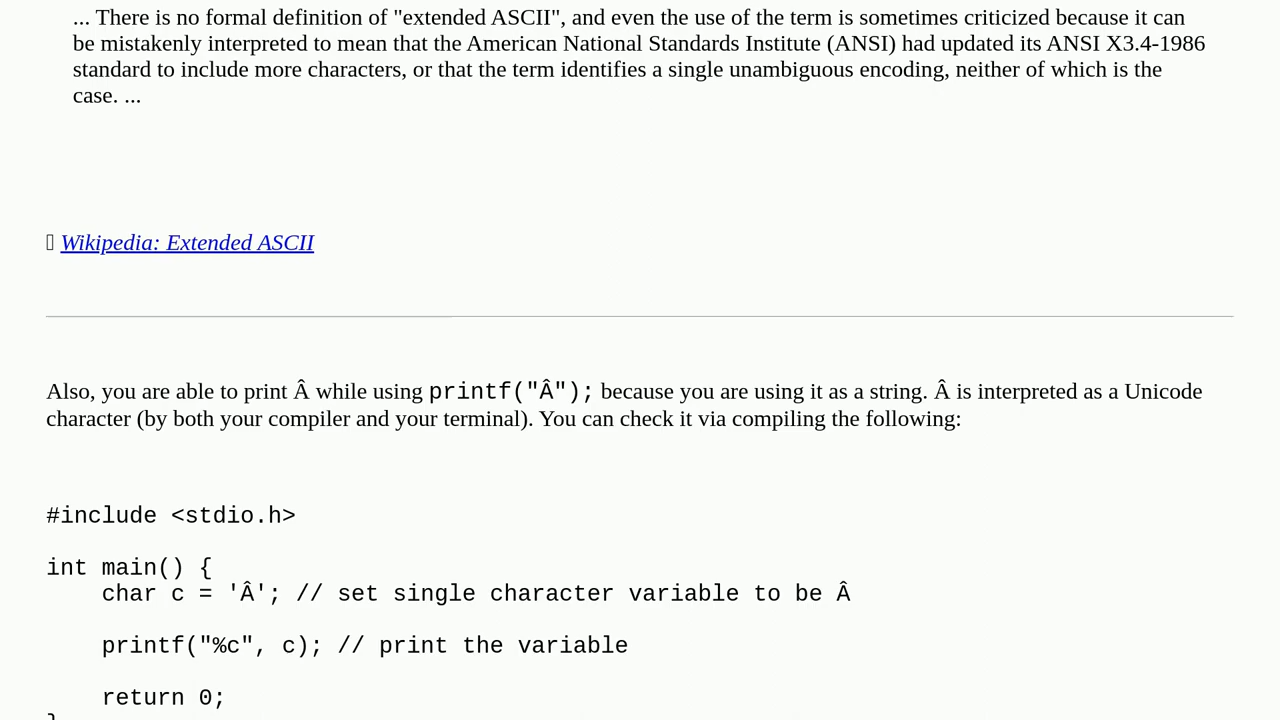 ... There is no formal definition of "extended ASCII", and even the use of the term is sometimes criticized because it can
be mistakenly interpreted to mean that the American National Standards Institute (ANSI) had updated its ANSI X3.4-1986
standard to include more characters, or that the term identifies a single unambiguous encoding, neither of which is the
case. ...
Wikipedia: Extended ASCII
Also, you are able to print Â while using printf("Â"); because you are using it as a string. Â is interpreted as a Unicode
character (by both your compiler and your terminal). You can check it via compiling the following:
#include <stdio.h>
int main() {
    char c = 'Â'; // set single character variable to be Â
    printf("%c", c); // print the variable
    return 0;
}